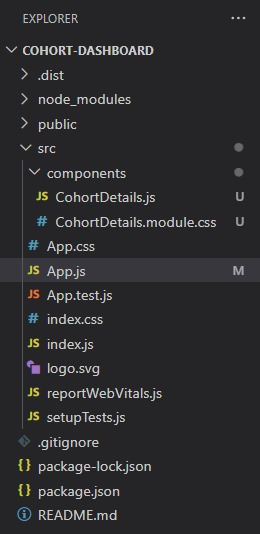 EXPLORER ...
COHORT-DASHBOARD
.dist
node_modules
public
src
components
JS CohortDetails.js U
# CohortDetails.module.css U
# App.css
JS App.js M
JS App.test.js
# index.css
JS index.js
logo.svg
JS reportWebVitals.js
JS setupTests.js
.gitignore
{} package-lock.json
{} package.json
README.md